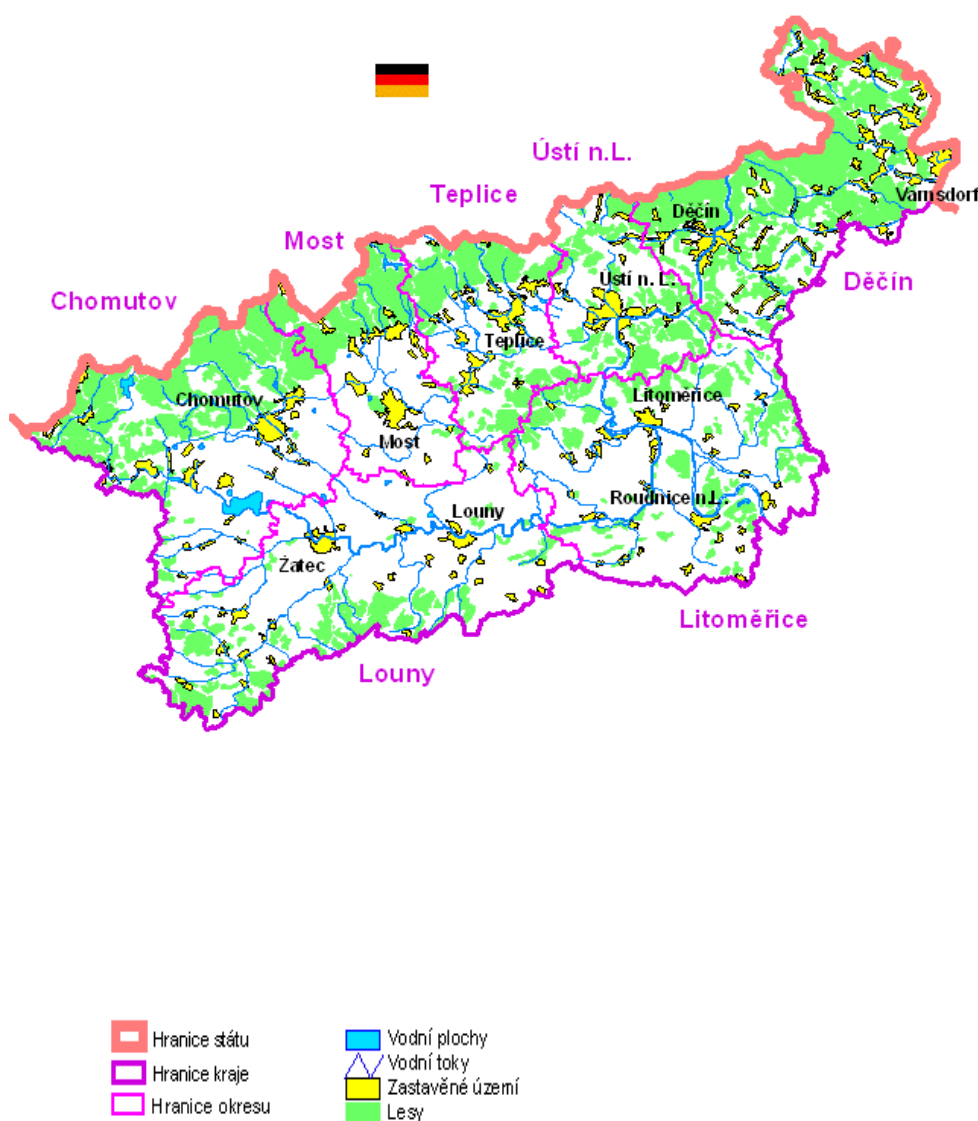 Ústí n.L.
Teplice
Varnsdorf
Děčín
Most
Děčín
Ústí n. L.
Chomutov
Teplice
Chomutov
Litoměřice
Most
Roudnice n.L.
Louny
Žatec
Litoměřice
Louny
Hranice státu
Hranice kraje
Hranice okresu
Vodní plochy
Vodní toky
Zastavěné území
Lesy